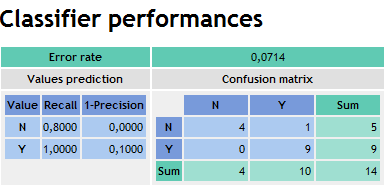 Classifier performances
Error rate 0,0714
Values prediction Confusion matrix
Value Recall 1-Precision
N 0,8000 0,0000
Y 1,0000 0,1000
N Y Sum
N 4 1 5
Y 0 9 9
Sum 4 10 14